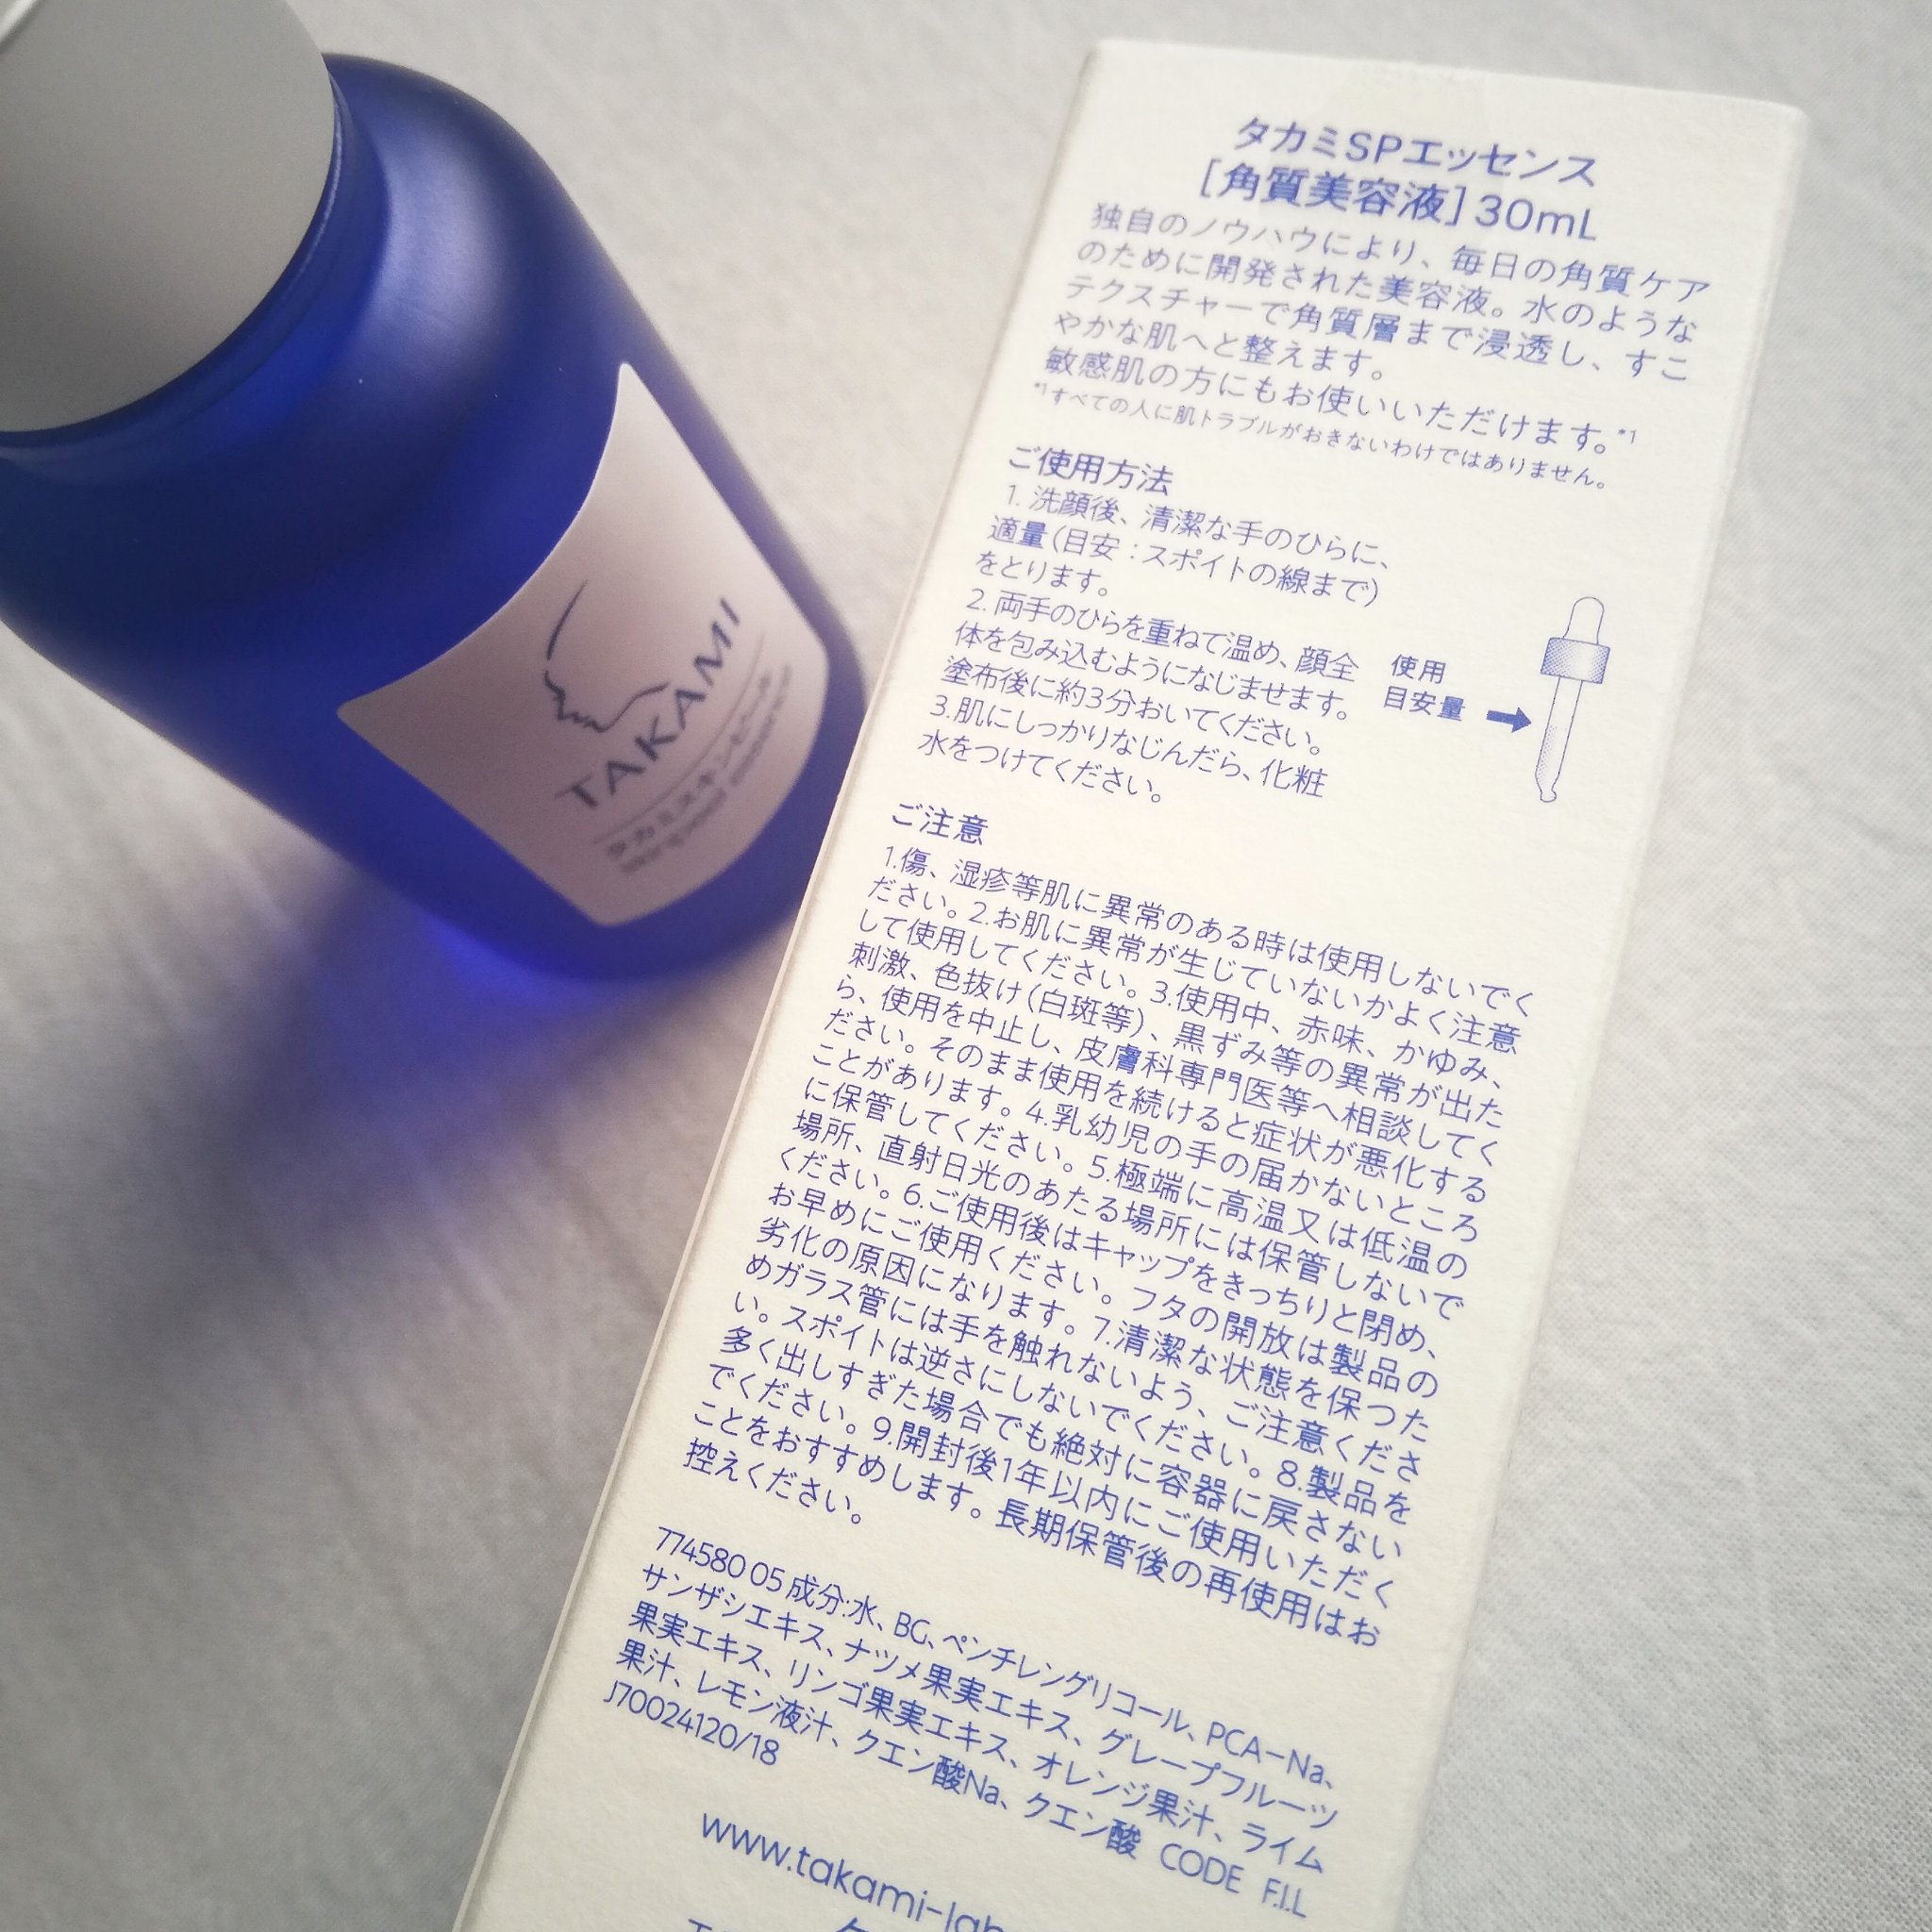 TAKAMI
タカミスキンピール
タカミSPエッセンス
[角質美容液]30mL
独自のノウハウにより、毎日の角質ケア
のために開発された美容液。水のような
テクスチャーで角質層まで浸透し、すこ
やかな肌へと整えます。
敏感肌の方にもお使いいただけます。*1
*1すべての人に肌トラブルがおきないわけではありません。
ご使用方法
1. 洗顔後、清潔な手のひらに、
適量(目安:スポイトの線まで)
をとります。
2. 両手のひらを重ねて温め、顔全
体を包み込むようになじませます。
塗布後に約3分おいてください。
3.肌にしっかりなじんだら、化粧
水をつけてください。
使用
目安量
ご注意
1.傷、湿疹等肌に異常のある時は使用しないでく
ださい。2.お肌に異常が生じていないかよく注意
して使用してください。3.使用中、赤味、かゆみ、
刺激、色抜け(白斑等)、黒ずみ等の異常が出た
ら、使用を中止し、皮膚科専門医等へ相談してく
ださい。そのまま使用を続けると症状が悪化する
ことがあります。4.乳幼児の手の届かないところ
に保管してください。5.極端に高温又は低温の
場所、直射日光のあたる場所には保管しないで
ください。6.ご使用後はキャップをきっちりと閉め、
お早めにご使用ください。フタの開放は製品の
劣化の原因になります。7.清潔な状態を保つた
めガラス管には手を触れないよう、ご注意くださ
い。スポイトは逆さにしないでください。8.製品を
多く出しすぎた場合でも絶対に容器に戻さない
でください。9.開封後1年以内にご使用いただく
ことをおすすめします。長期保管後の再使用はお
控えください。
774580 05 成分:水、BG、ペンチレングリコール、PCA-Na、
サンザシエキス、ナツメ果実エキス、グレープフルーツ
果実エキス、リンゴ果実エキス、オレンジ果汁、ライム
果汁、レモン液汁、クエン酸Na、クエン酸 CODE F.I.L
J70024120/18
www.takami-lab